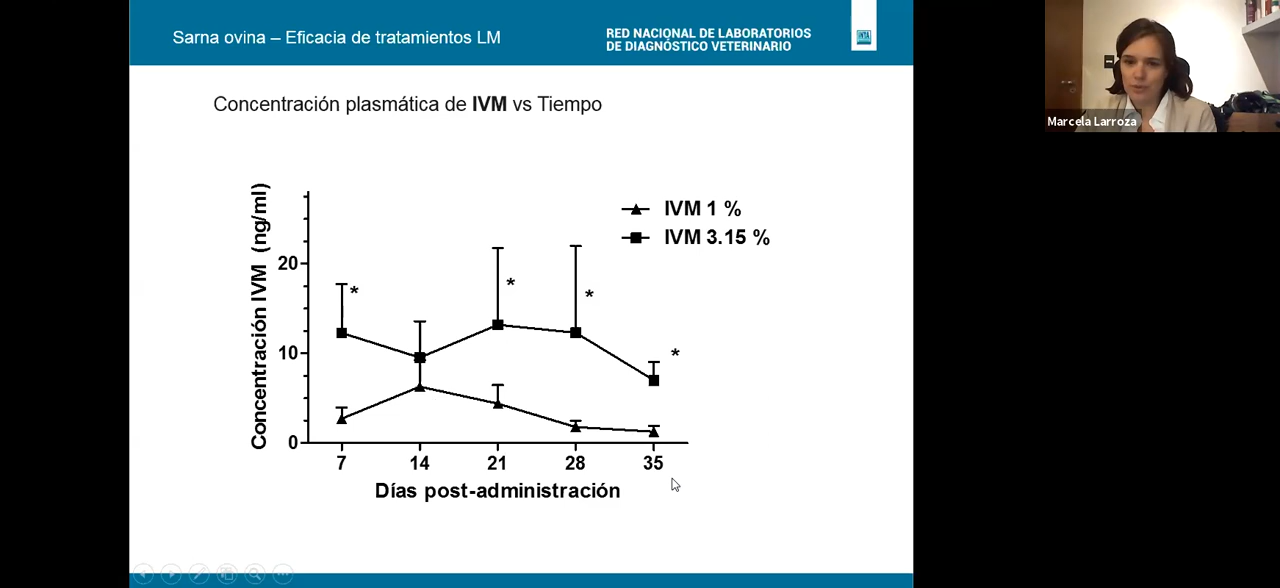 Sarna ovina – Eficacia de tratamientos LM
RED NACIONAL DE LABORATORIOS
DE DIAGNÓSTICO VETERINARIO
INTA
Marcela Larroza
Concentración plasmática de IVM vs Tiempo
Concentración IVM (ng/ml)
IVM 1 %
IVM 3.15 %
20
10
0
*
*
*
*
7 14 21 28 35
Días post-administración